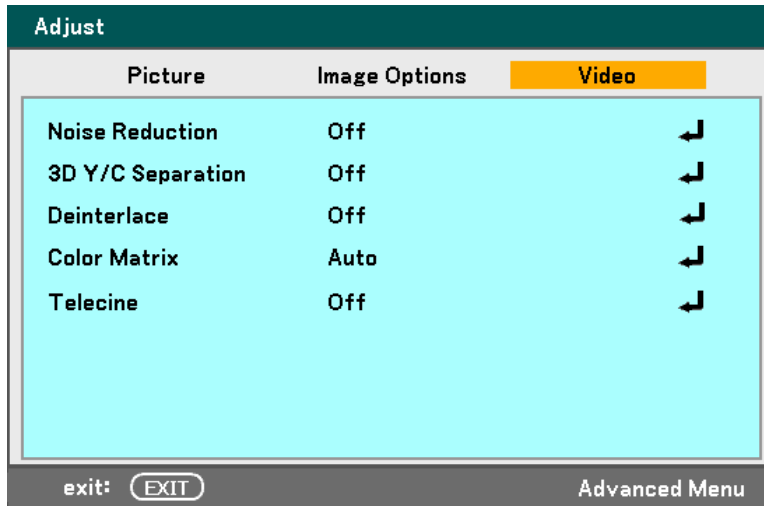 Adjust
Picture Image Options Video
Noise Reduction Off
3D Y/C Separation Off
Deinterlace Off
Color Matrix Auto
Telecine Off
exit: EXIT Advanced Menu